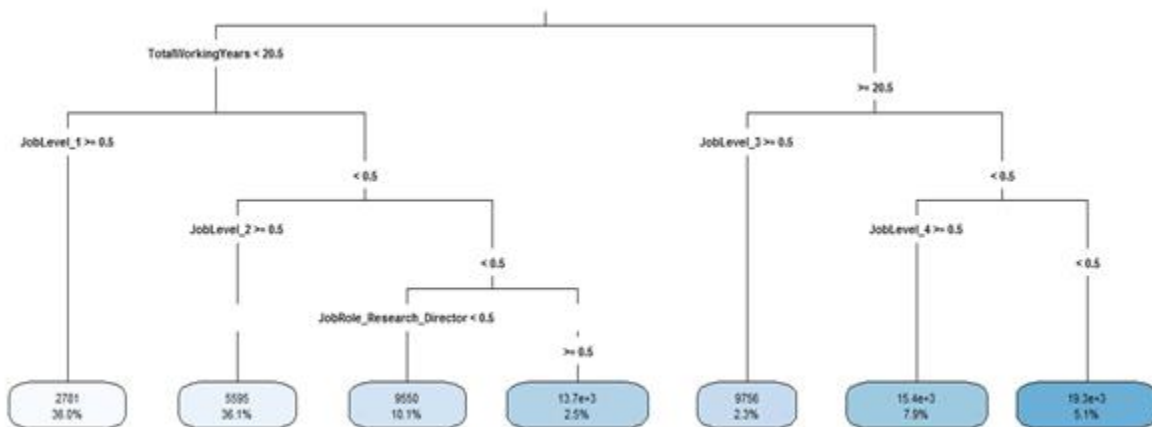 TotalWorkingYears < 20.5
>= 20.5
JobLevel_1 >= 0.5
JobLevel_3 >= 0.5
< 0.5
< 0.5
JobLevel_2 >= 0.5
JobLevel_4 >= 0.5
< 0.5
< 0.5
JobRole_Research_Director < 0.5
>= 0.5
2781
36.0%
5595
36.1%
9550
10.1%
13.7e+3
2.5%
9756
2.3%
15.4e+3
7.9%
19.3e+3
5.1%